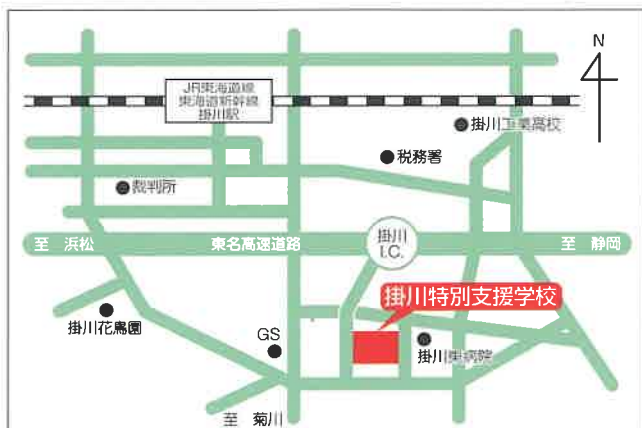 N
JR東海道線
東海道新幹線
掛川駅
掛川工業高校
税務署
裁判所
至 浜松
東名高速道路
掛川
I.C.
至 静岡
掛川特別支援学校
掛川花鳥園
GS
掛川東病院
至 菊川